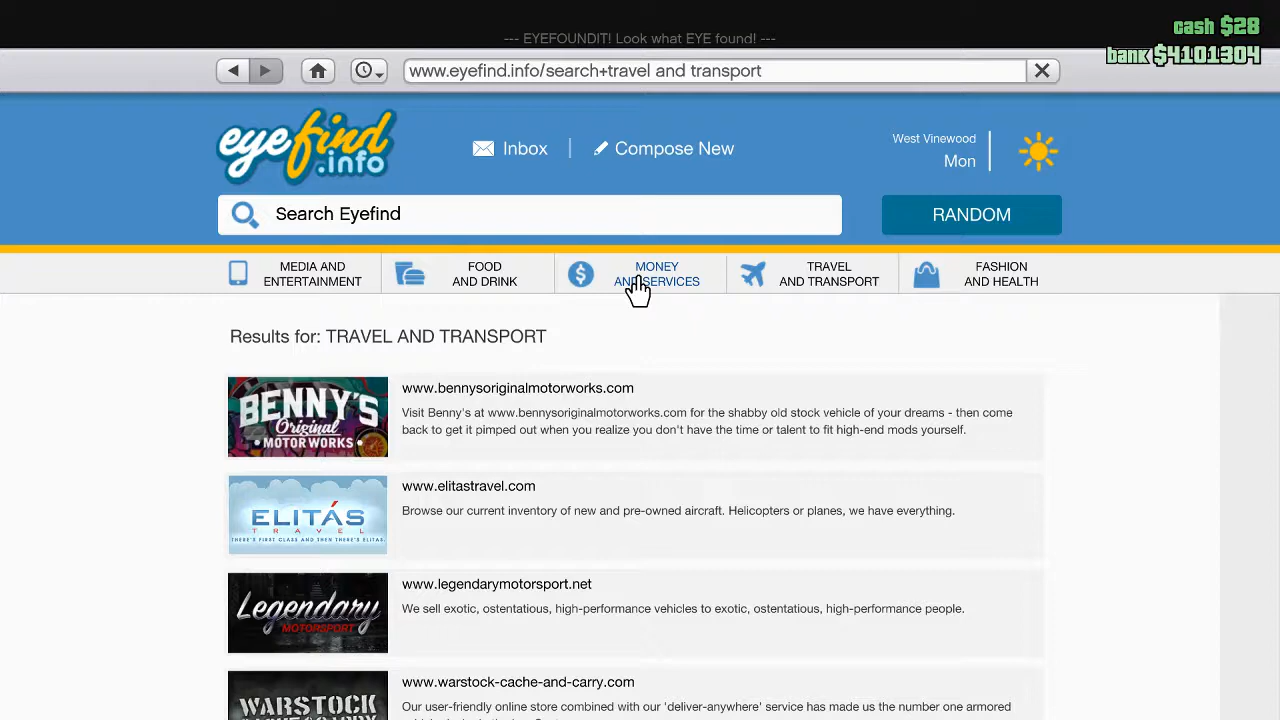 cash $28
--- EYEFOUNDIT! Look what EYE found! ---
bank $4101304
www.eyefind.info/search+travel and transport
eyefind
.info
Inbox
Compose New
West Vinewood
Mon
Search Eyefind
RANDOM
MEDIA AND
ENTERTAINMENT
FOOD
AND DRINK
MONEY
AND SERVICES
TRAVEL
AND TRANSPORT
FASHION
AND HEALTH
Results for: TRAVEL AND TRANSPORT
BENNY'S
Original
MOTOR WORKS
www.bennysoriginalmotorworks.com
Visit Benny's at www.bennysoriginalmotorworks.com for the shabby old stock vehicle of your dreams - then come
back to get it pimped out when you realize you don't have the time or talent to fit high-end mods yourself.
ELITÁS
TRAVEL
THERE'S FIRST CLASS AND THEN THERE'S ELITAS.
www.elitastravel.com
Browse our current inventory of new and pre-owned aircraft. Helicopters or planes, we have everything.
Legendary
MOTORSPORT
www.legendarymotorsport.net
We sell exotic, ostentatious, high-performance vehicles to exotic, ostentatious, high-performance people.
WARSTOCK
www.warstock-cache-and-carry.com
Our user-friendly online store combined with our 'deliver-anywhere' service has made us the number one armored